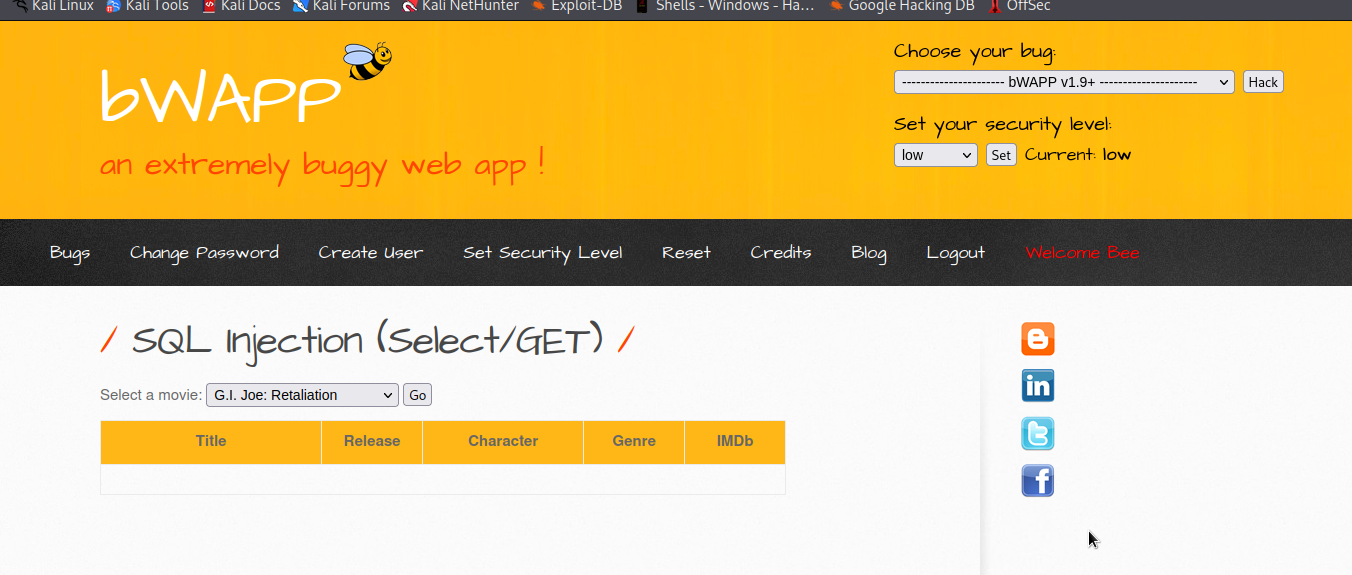 Kali Linux Kali Tools Kali Docs Kali Forums Kali NetHunter Exploit-DB Shells - Windows - Ha... Google Hacking DB OffSec
bWAPP
an extremely buggy web app !
Choose your bug:
---------------------- bWAPP v1.9+ --------------------- Hack
Set your security level:
low Set Current: low
Bugs Change Password Create User Set Security Level Reset Credits Blog Logout Welcome Bee
/ SQL Injection (Select/GET) /
Select a movie: G.I. Joe: Retaliation Go
Title Release Character Genre IMDb
in
t
f